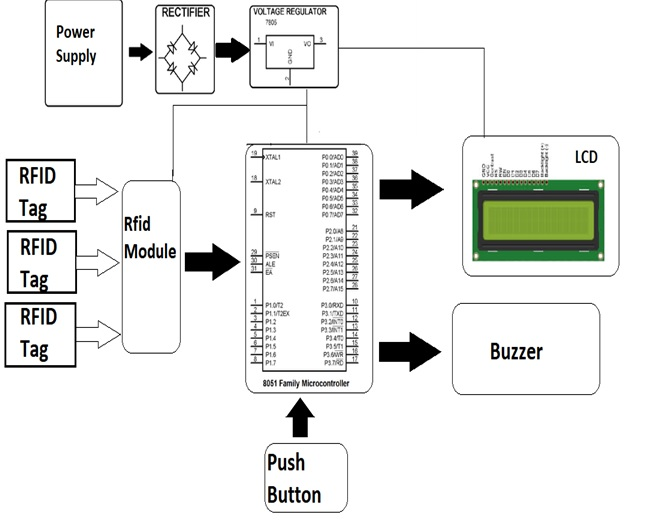 Power
Supply
RECTIFIER
VOLTAGE REGULATOR
7805
1
VI
VO
3
GND
2
RFID
Tag
RFID
Tag
RFID
Tag
Rfid
Module
19
XTAL1
18
XTAL2
9
RST
29
PSEN
30
ALE
31
EA
1
P1.0/T2
2
P1.1/T2EX
3
P1.2
4
P1.3
5
P1.4
6
P1.5
7
P1.6
8
P1.7
P0.0/AD0
39
P0.1/AD1
38
P0.2/AD2
37
P0.3/AD3
36
P0.4/AD4
35
P0.5/AD5
34
P0.6/AD6
33
P0.7/AD7
32
P2.0/A8
21
P2.1/A9
22
P2.2/A10
23
P2.3/A11
24
P2.4/A12
25
P2.5/A13
26
P2.6/A14
27
P2.7/A15
28
P3.0/RXD
10
P3.1/TXD
11
P3.2/INT0
12
P3.3/INT1
13
P3.4/T0
14
P3.5/T1
15
P3.6/WR
16
P3.7/RD
17
8051 Family Microcontroller
LCD
GND
VCC
Contrast
RS
RW
Backlight (+)
Backlight (-)
Buzzer
Push
Button